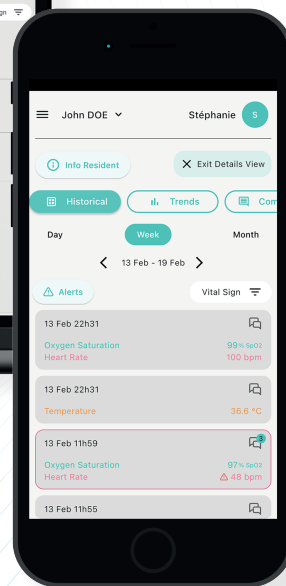 gn
John DOE Stéphanie S
Info Resident Exit Details View
Historical Trends Com
Day Week Month
13 Feb - 19 Feb
Alerts Vital Sign
13 Feb 22h31
Oxygen Saturation 99 % SpO2
Heart Rate 100 bpm
13 Feb 22h31
Temperature 36.6 °C
13 Feb 11h59 3
Oxygen Saturation 97 % SpO2
Heart Rate 48 bpm
13 Feb 11h55